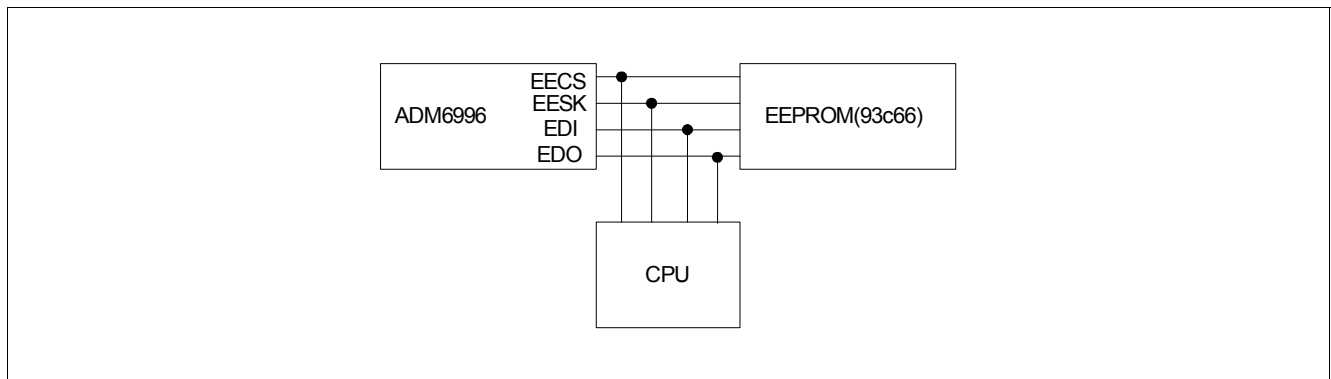 EECS
EESK
ADM6996
EEPROM(93c66)
EDI
EDO
CPU